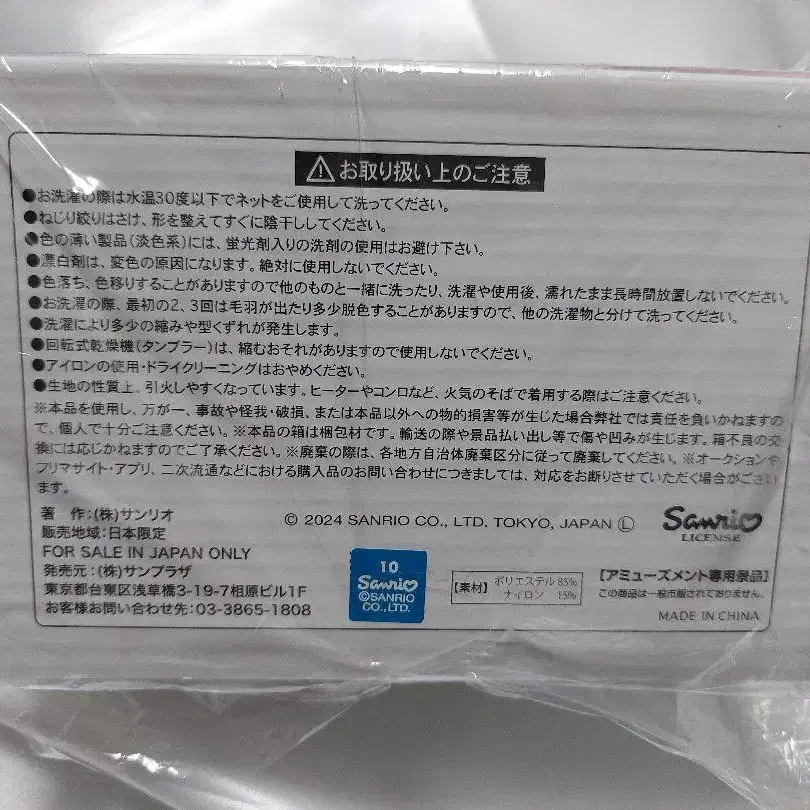 ⚠お取り扱い上のご注意
●お洗濯の際は水温30度以下でネットをご使用して洗ってください。
●ねじり絞りはさけ、形を整えてすぐに陰干ししてください。
●色の薄い製品(淡色系)には、蛍光剤入りの洗剤の使用はお避け下さい。
●漂白剤は、変色の原因になります。絶対に使用しないでください。
●色落ち、色移りすることがありますので他のものと一緒に洗ったり、洗濯や使用後、濡れたまま長時間放置しないでください。
●お洗濯の際、最初の2、3回は毛羽が出たり多少脱色することがありますので、他の洗濯物と分けて洗ってください。
●洗濯により多少の縮みや型くずれが発生します。
●回転式乾燥機(タンブラー)は、縮むおそれがありますので使用しないでください。
●アイロンの使用・ドライクリーニングはおやめください。
●生地の性質上、引火しやすくなっています。ヒーターやコンロなど、火気のそばで着用する際はご注意ください。
※本品を使用し、万が一、事故や怪我・破損、または本品以外への物的損害等が生じた場合弊社では責任を負いかねますの
で、個人で十分ご注意ください。※本品の箱は梱包材です。輸送の際や景品払い出し等で傷や凹みが生じます。箱不良の交
換には応じかねますのでご了承ください。※廃棄の際は、各地方自治体廃棄区分に従って廃棄してください。※オークションや
フリマサイト・アプリ、二次流通などにおける購入品のお問い合わせにつきましては、対応をお断りさせていただく場合がござい
ます。
著 作:(株)サンリオ
販売地域:日本限定
FOR SALE IN JAPAN ONLY
発売元:(株)サンプラザ
東京都台東区浅草橋3-19-7相原ビル1F
お客様お問い合わせ先:03-3865-1808
© 2024 SANRIO CO., LTD. TOKYO, JAPAN Ⓛ
Sanrio
LICENSE
10
Sanrio
©SANRIO
CO.,LTD.
【素材】ポリエステル 85%
ナイロン 15%
【アミューズメント専用景品】
この商品は一般市販されておりません。
MADE IN CHINA